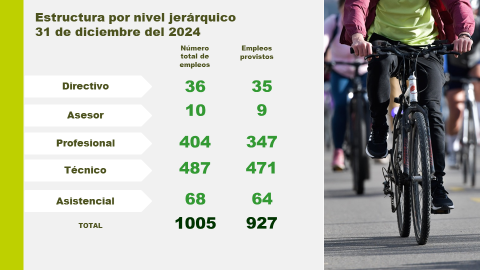 Estructura por nivel jerárquico
31 de diciembre del 2024
Número total de empleos
Empleos provistos
Directivo 36 35
Asesor 10 9
Profesional 404 347
Técnico 487 471
Asistencial 68 64
TOTAL 1005 927